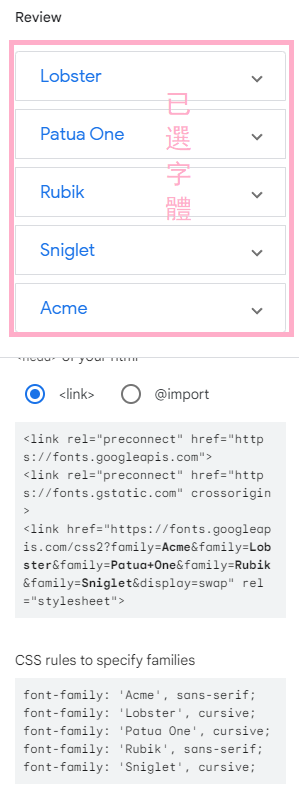 Review
Lobster
Patua One
Rubik
Sniglet
Acme
已
選
字
體
<head> of your html
<link>
@import
<link rel="preconnect" href="http
s://fonts.googleapis.com">
<link rel="preconnect" href="http
s://fonts.gstatic.com" crossorigin
>
<link href="https://fonts.googleap
is.com/css2?family=Acme&family=Lob
ster&family=Patua+One&family=Rubik
&family=Sniglet&display=swap" rel
="stylesheet">
CSS rules to specify families
font-family: 'Acme', sans-serif;
font-family: 'Lobster', cursive;
font-family: 'Patua One', cursive;
font-family: 'Rubik', sans-serif;
font-family: 'Sniglet', cursive;